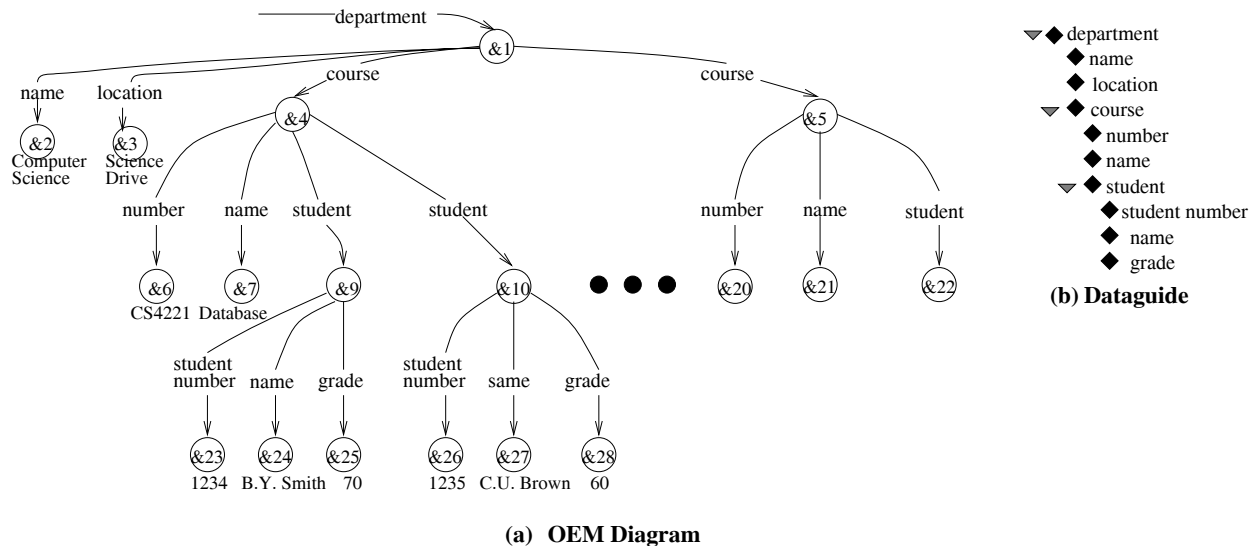 department
&1
course
course
name
location
&2
&3
&4
&5
Computer
Science
Science
Drive
number
name
student
student
number
name
student
&6
&7
&9
&10
&20
&21
&22
CS4221
Database
student
number
name
grade
student
number
same
grade
&23
&24
&25
&26
&27
&28
1234
B.Y. Smith
70
1235
C.U. Brown
60
(a) OEM Diagram
department
name
location
course
number
name
student
student number
name
grade
(b) Dataguide